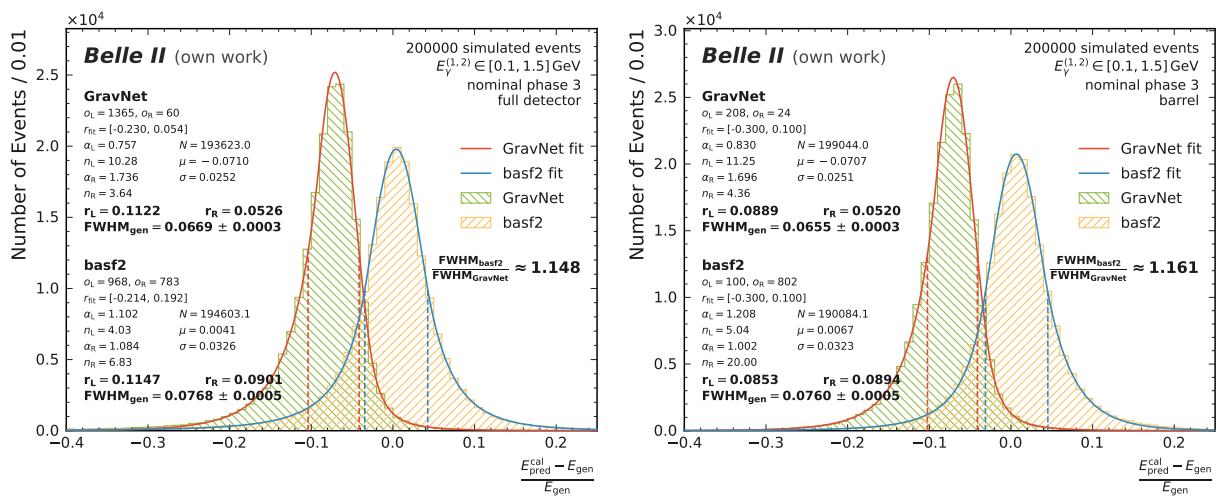 ×10⁴
Belle II (own work)
200000 simulated events
E_γ^(1,2) ∈ [0.1, 1.5] GeV
nominal phase 3
full detector
GravNet
o_L = 1365, o_R = 60
r_fit = [-0.230, 0.054]
α_L = 0.757 N = 193623.0
n_L = 10.28 μ = −0.0710
α_R = 1.736 σ = 0.0252
n_R = 3.64
r_L = 0.1122 r_R = 0.0526
FWHM_gen = 0.0669 ± 0.0003
GravNet fit
basf2 fit
GravNet
basf2
basf2
o_L = 968, o_R = 783
r_fit = [-0.214, 0.192]
α_L = 1.102 N = 194603.1
n_L = 4.03 μ = 0.0041
α_R = 1.084 σ = 0.0326
n_R = 6.83
r_L = 0.1147 r_R = 0.0901
FWHM_gen = 0.0768 ± 0.0005
FWHM_basf2 / FWHM_GravNet ≈ 1.148
Number of Events / 0.01
2.5
2.0
1.5
1.0
0.5
0.0
−0.4 −0.3 −0.2 −0.1 0.0 0.1 0.2
E_pred^cal − E_gen
E_gen
×10⁴
Belle II (own work)
200000 simulated events
E_γ^(1,2) ∈ [0.1, 1.5] GeV
nominal phase 3
barrel
GravNet
o_L = 208, o_R = 24
r_fit = [-0.300, 0.100]
α_L = 0.830 N = 199044.0
n_L = 11.25 μ = −0.0707
α_R = 1.696 σ = 0.0251
n_R = 4.36
r_L = 0.0889 r_R = 0.0520
FWHM_gen = 0.0655 ± 0.0003
GravNet fit
basf2 fit
GravNet
basf2
basf2
o_L = 100, o_R = 802
r_fit = [-0.300, 0.100]
α_L = 1.208 N = 190084.1
n_L = 5.04 μ = 0.0067
α_R = 1.002 σ = 0.0323
n_R = 20.00
r_L = 0.0853 r_R = 0.0894
FWHM_gen = 0.0760 ± 0.0005
FWHM_basf2 / FWHM_GravNet ≈ 1.161
Number of Events / 0.01
3.0
2.5
2.0
1.5
1.0
0.5
0.0
−0.4 −0.3 −0.2 −0.1 0.0 0.1 0.2
E_pred^cal − E_gen
E_gen